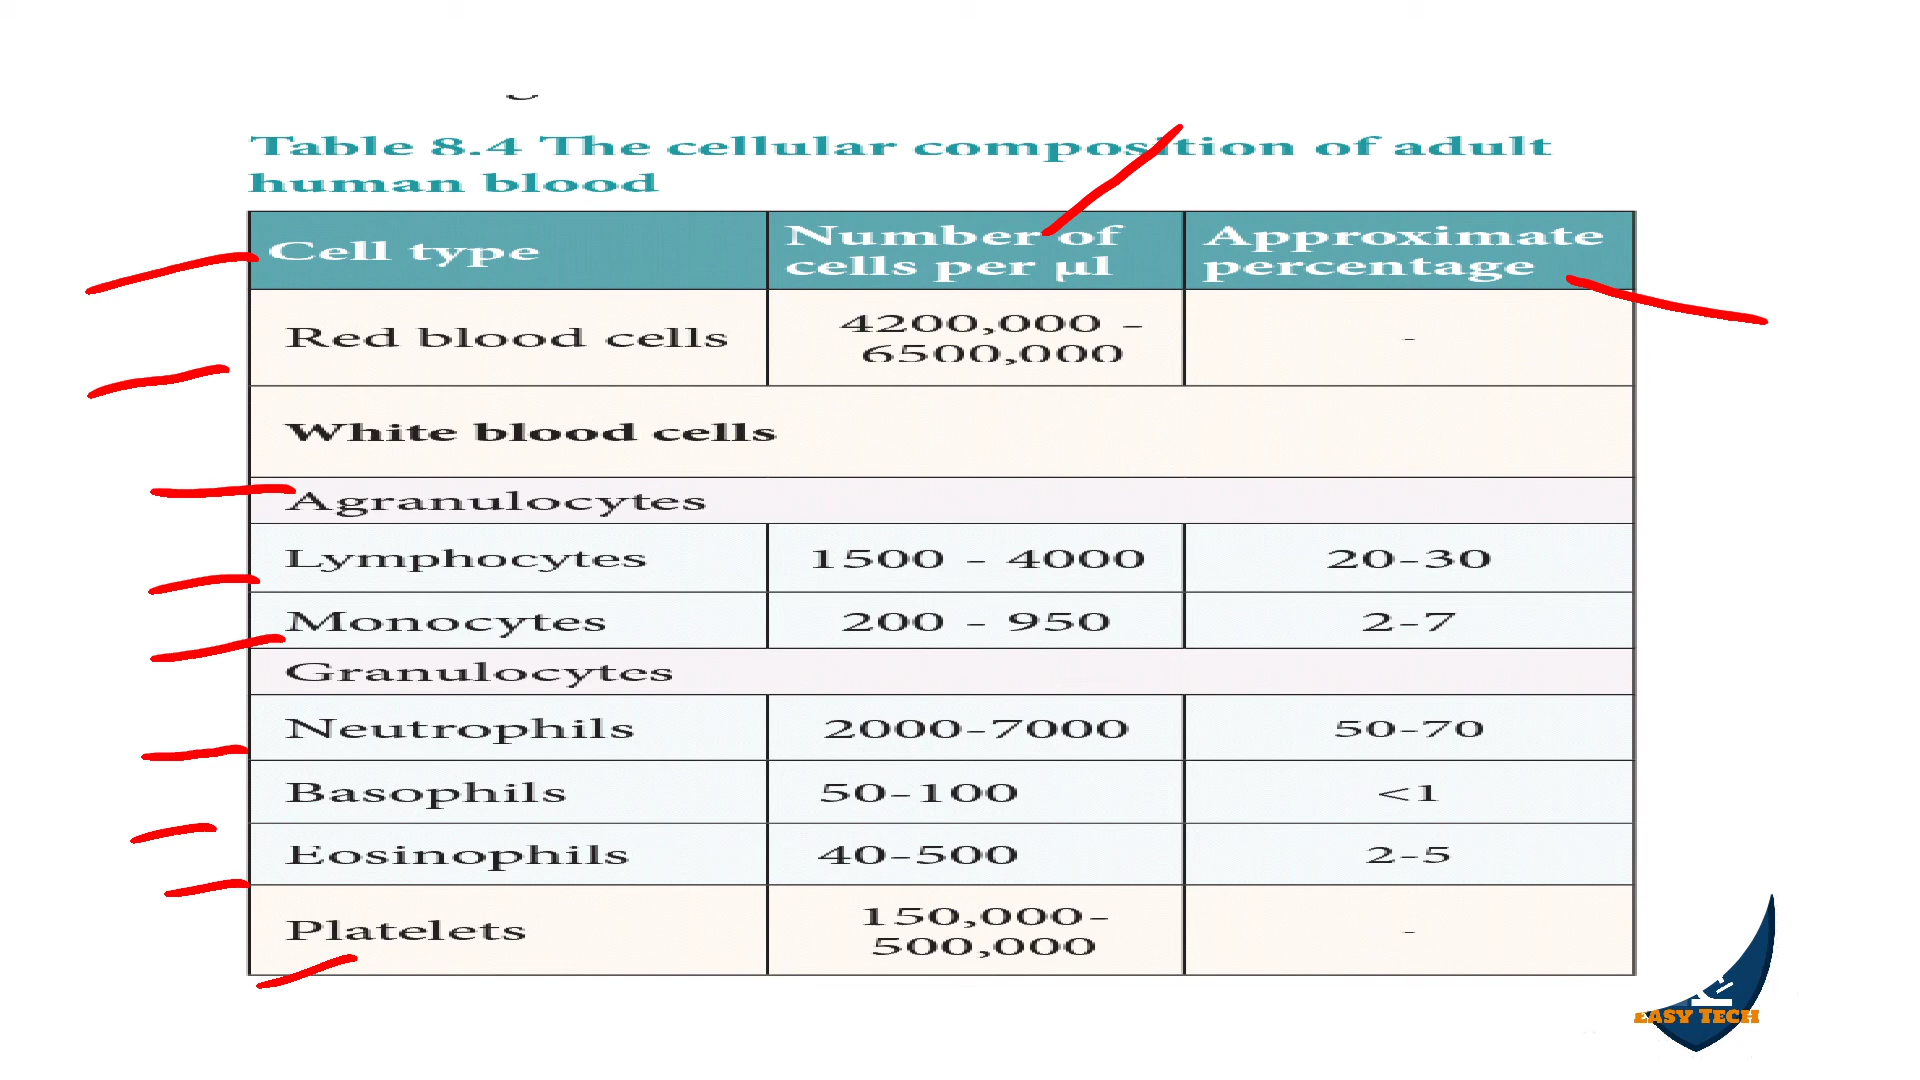 Table 8.4 The cellular composition of adult
human blood
Cell type
Number of
cells per µl
Approximate
percentage
Red blood cells
4200,000 –
6500,000
-
White blood cells
Agranulocytes
Lymphocytes
1500 - 4000
20-30
Monocytes
200 - 950
2-7
Granulocytes
Neutrophils
2000-7000
50-70
Basophils
50-100
<1
Eosinophils
40-500
2-5
Platelets
150,000-
500,000
-
EASY TECH